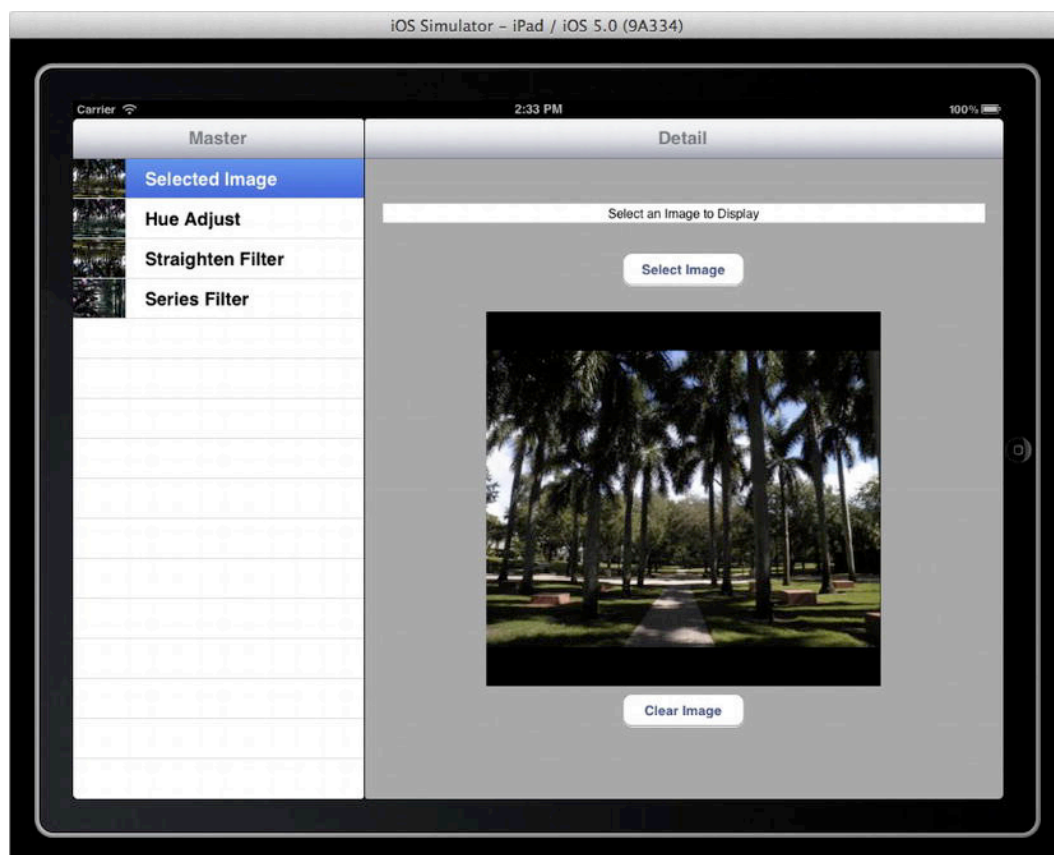 iOS Simulator – iPad / iOS 5.0 (9A334)
Carrier 2:33 PM 100%
Master Detail
Selected Image
Hue Adjust
Straighten Filter
Series Filter
Select an Image to Display
Select Image
Clear Image